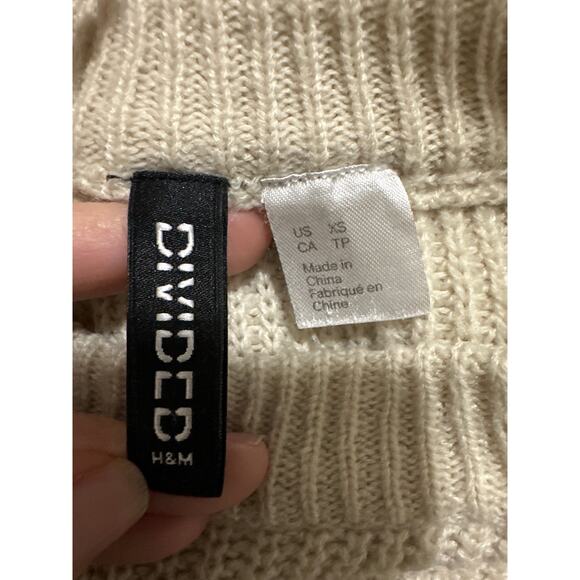 DIVIDED
H&M
US XS
CA TP
Made in
China
Fabriqué en
Chine